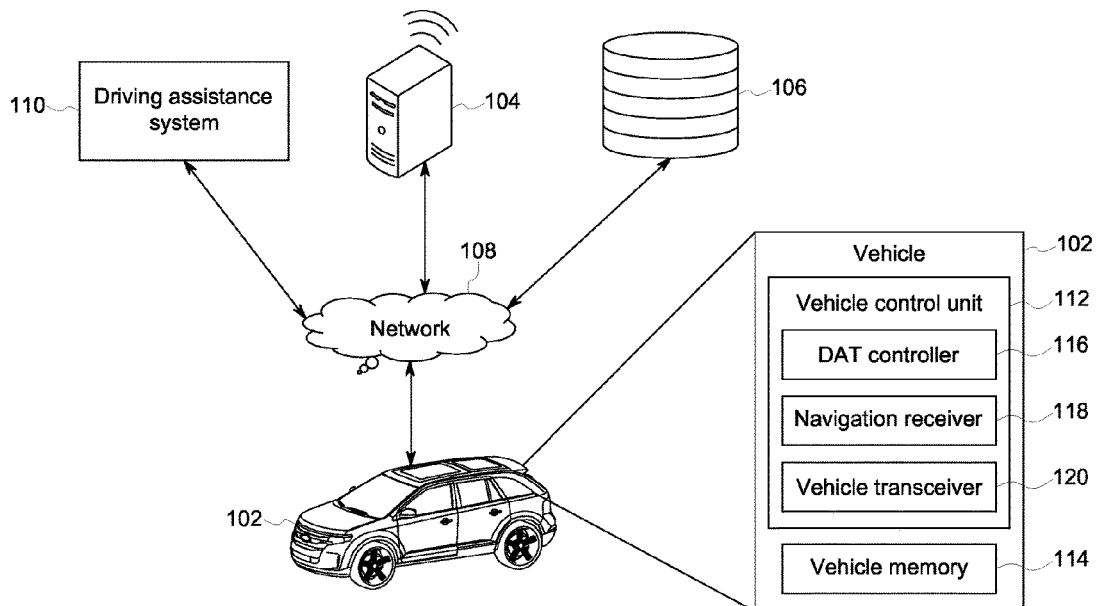 110
Driving assistance
system
104
106
108
Network
102
102
Vehicle
Vehicle control unit
112
DAT controller
116
Navigation receiver
118
Vehicle transceiver
120
Vehicle memory
114